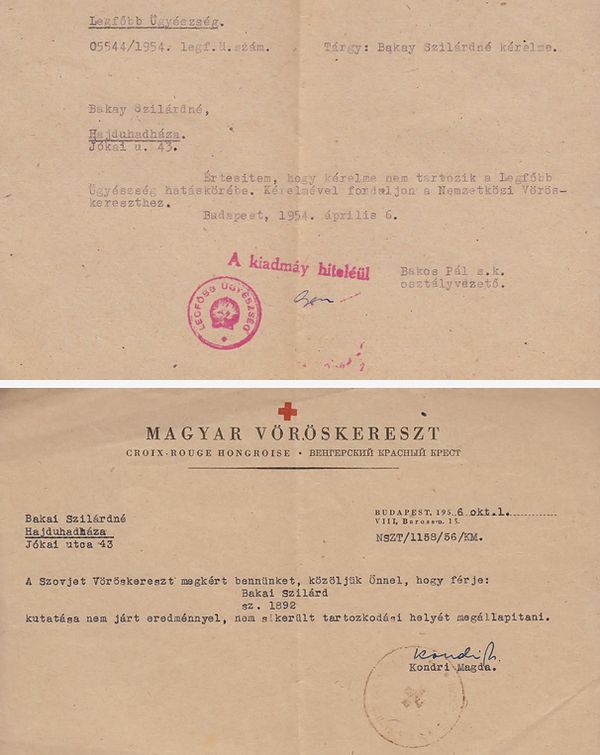 Legfőbb Ügyészség.
05544/1954. legf.ü.szám.
Tárgy: Bakay Szilárdné kérelme.
Bakay Szilárdné,
Hajduhadháza.
Jókai u. 43.
Értesitem, hogy kérelme nem tartozik a Legfőbb
Ügyészség hatáskörébe. Kérelmével forduljon a Nemzetközi Vörös-
kereszthez.
Budapest, 1954. április 6.
A kiadmáy hiteléül
LEGFŐBB ÜGYÉSZSÉG
Bakos Pál s.k.
osztályvezető.
MAGYAR VÖRÖSKERESZT
CROIX-ROUGE HONGROISE • ВЕНГЕРСКИЙ КРАСНЫЙ КРЕСТ
Bakai Szilárdné
Hajduhadháza
Jókai utca 43
BUDAPEST, 1956 okt.1.
VIII, Baross-u. 15.
NSZT/1158/56/KM.
A Szovjet Vöröskereszt megkért bennünket, közöljük Önnel, hogy férje:
Bakai Szilárd
sz. 1892
kutatása nem járt eredménnyel, nem sikerült tartozkodási helyét megállapitani.
Kondri M.
Kondri Magda.